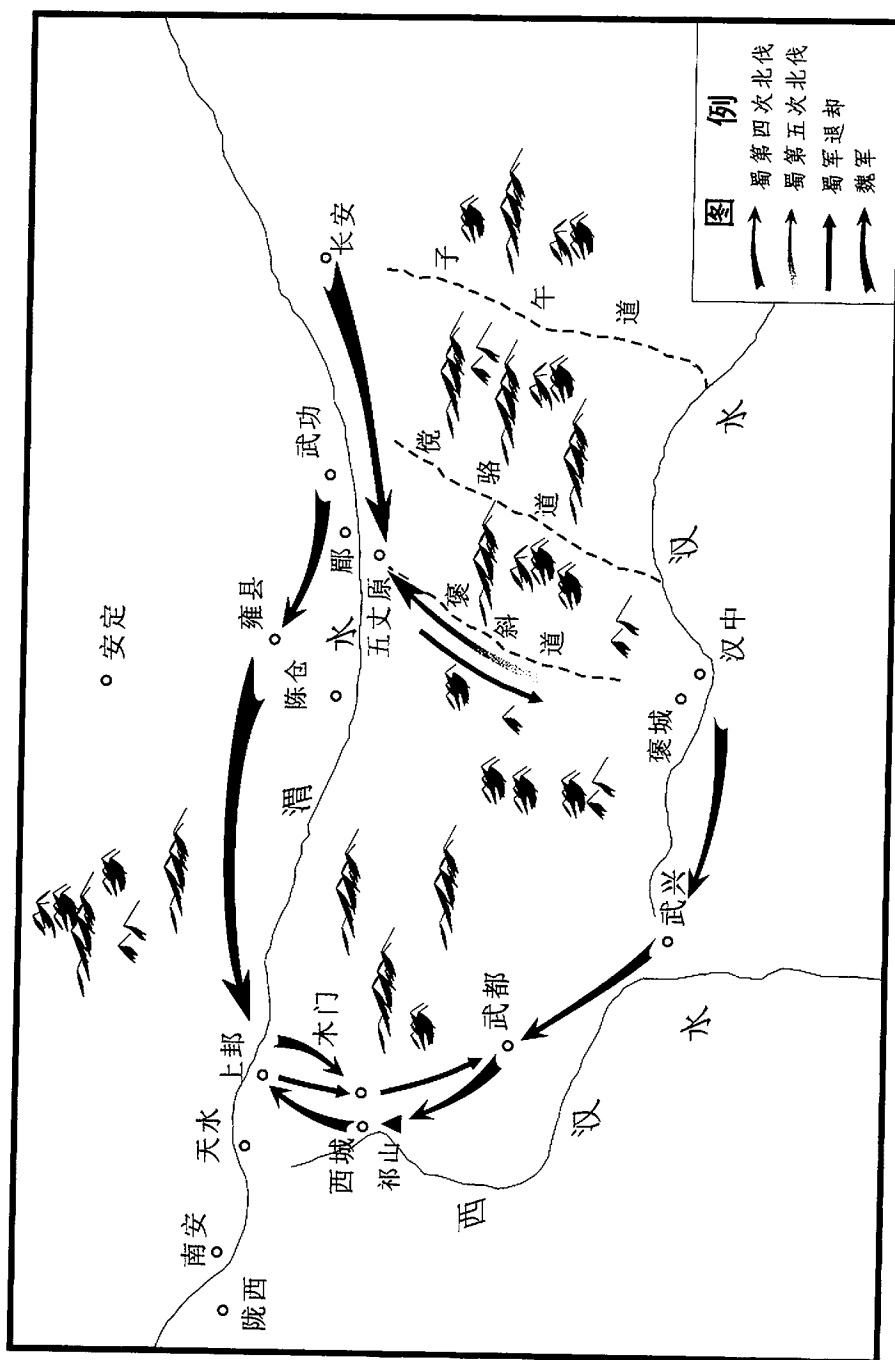 安定
陇西
南安
天水
上邽
木门
西城
祁山
武都
武兴
褒城
汉中
雍县
陈仓
武功
郿
五丈原
长安
渭水
西汉水
汉水
褒斜道
傥骆道
子午道
图例
蜀第四次北伐
蜀第五次北伐
蜀军退却
魏军